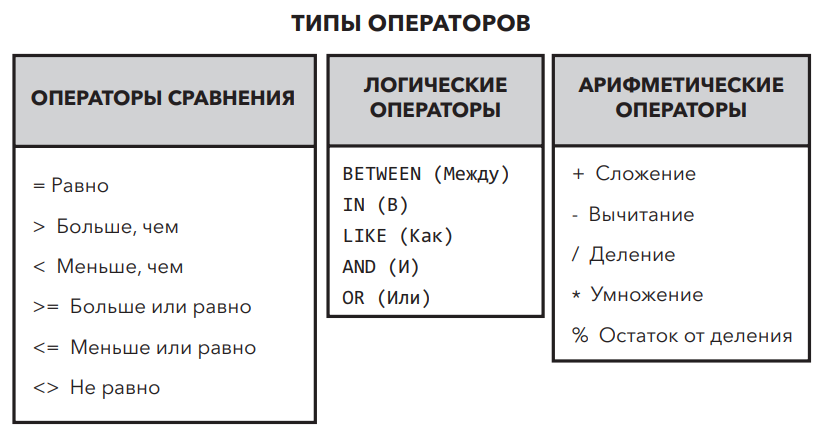 ТИПЫ ОПЕРАТОРОВ
ОПЕРАТОРЫ СРАВНЕНИЯ
= Равно
> Больше, чем
< Меньше, чем
>= Больше или равно
<= Меньше или равно
<> Не равно
ЛОГИЧЕСКИЕ
ОПЕРАТОРЫ
BETWEEN (Между)
IN (В)
LIKE (Как)
AND (И)
OR (Или)
АРИФМЕТИЧЕСКИЕ
ОПЕРАТОРЫ
+ Сложение
- Вычитание
/ Деление
* Умножение
% Остаток от деления